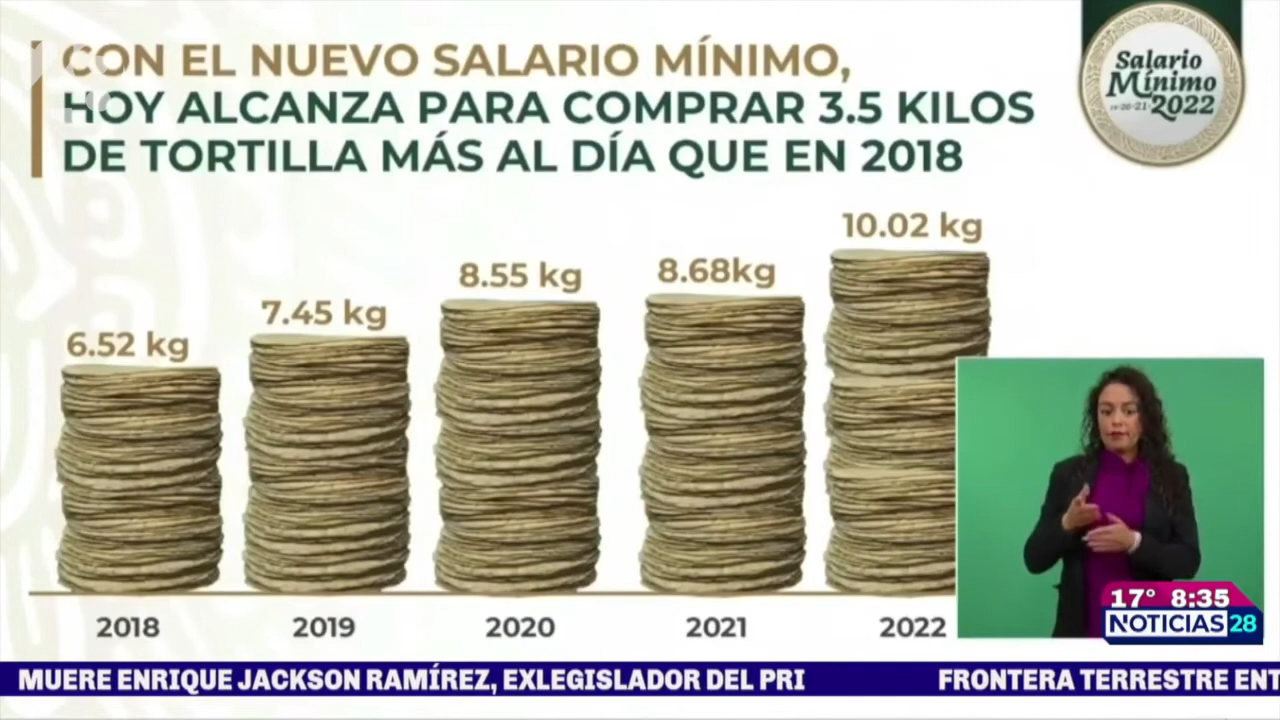 CON EL NUEVO SALARIO MÍNIMO,
HOY ALCANZA PARA COMPRAR 3.5 KILOS
DE TORTILLA MÁS AL DÍA QUE EN 2018
Salario
Mínimo
2022
6.52 kg
7.45 kg
8.55 kg
8.68kg
10.02 kg
2018
2019
2020
2021
2022
17° 8:35
NOTICIAS 28
MUERE ENRIQUE JACKSON RAMÍREZ, EXLEGISLADOR DEL PRI
FRONTERA TERRESTRE ENT